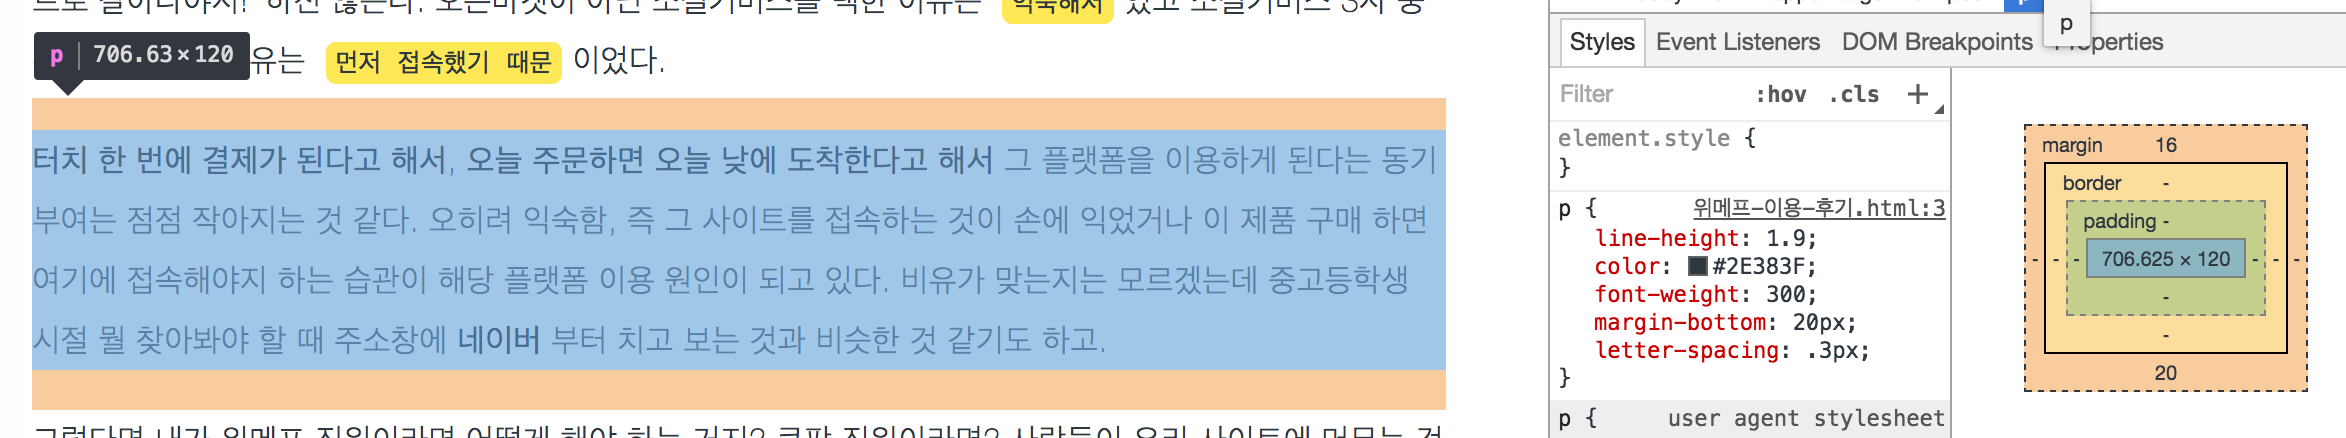 익숙해서
p 706.63×120 유는 먼저 접속했기 때문 이었다.
터치 한 번에 결제가 된다고 해서, 오늘 주문하면 오늘 낮에 도착한다고 해서 그 플랫폼을 이용하게 된다는 동기
부여는 점점 작아지는 것 같다. 오히려 익숙함, 즉 그 사이트를 접속하는 것이 손에 익었거나 이 제품 구매 하면
여기에 접속해야지 하는 습관이 해당 플랫폼 이용 원인이 되고 있다. 비유가 맞는지는 모르겠는데 중고등학생
시절 뭘 찾아봐야 할 때 주소창에 네이버 부터 치고 보는 것과 비슷한 것 같기도 하고.
p
Styles Event Listeners DOM Breakpoints Properties
Filter :hov .cls +
element.style {
}
p { 위메프-이용-후기.html:3
line-height: 1.9;
color: #2E383F;
font-weight: 300;
margin-bottom: 20px;
letter-spacing: .3px;
}
p { user agent stylesheet
margin 16
border -
padding -
- - - 706.625 × 120 - - -
-
-
20